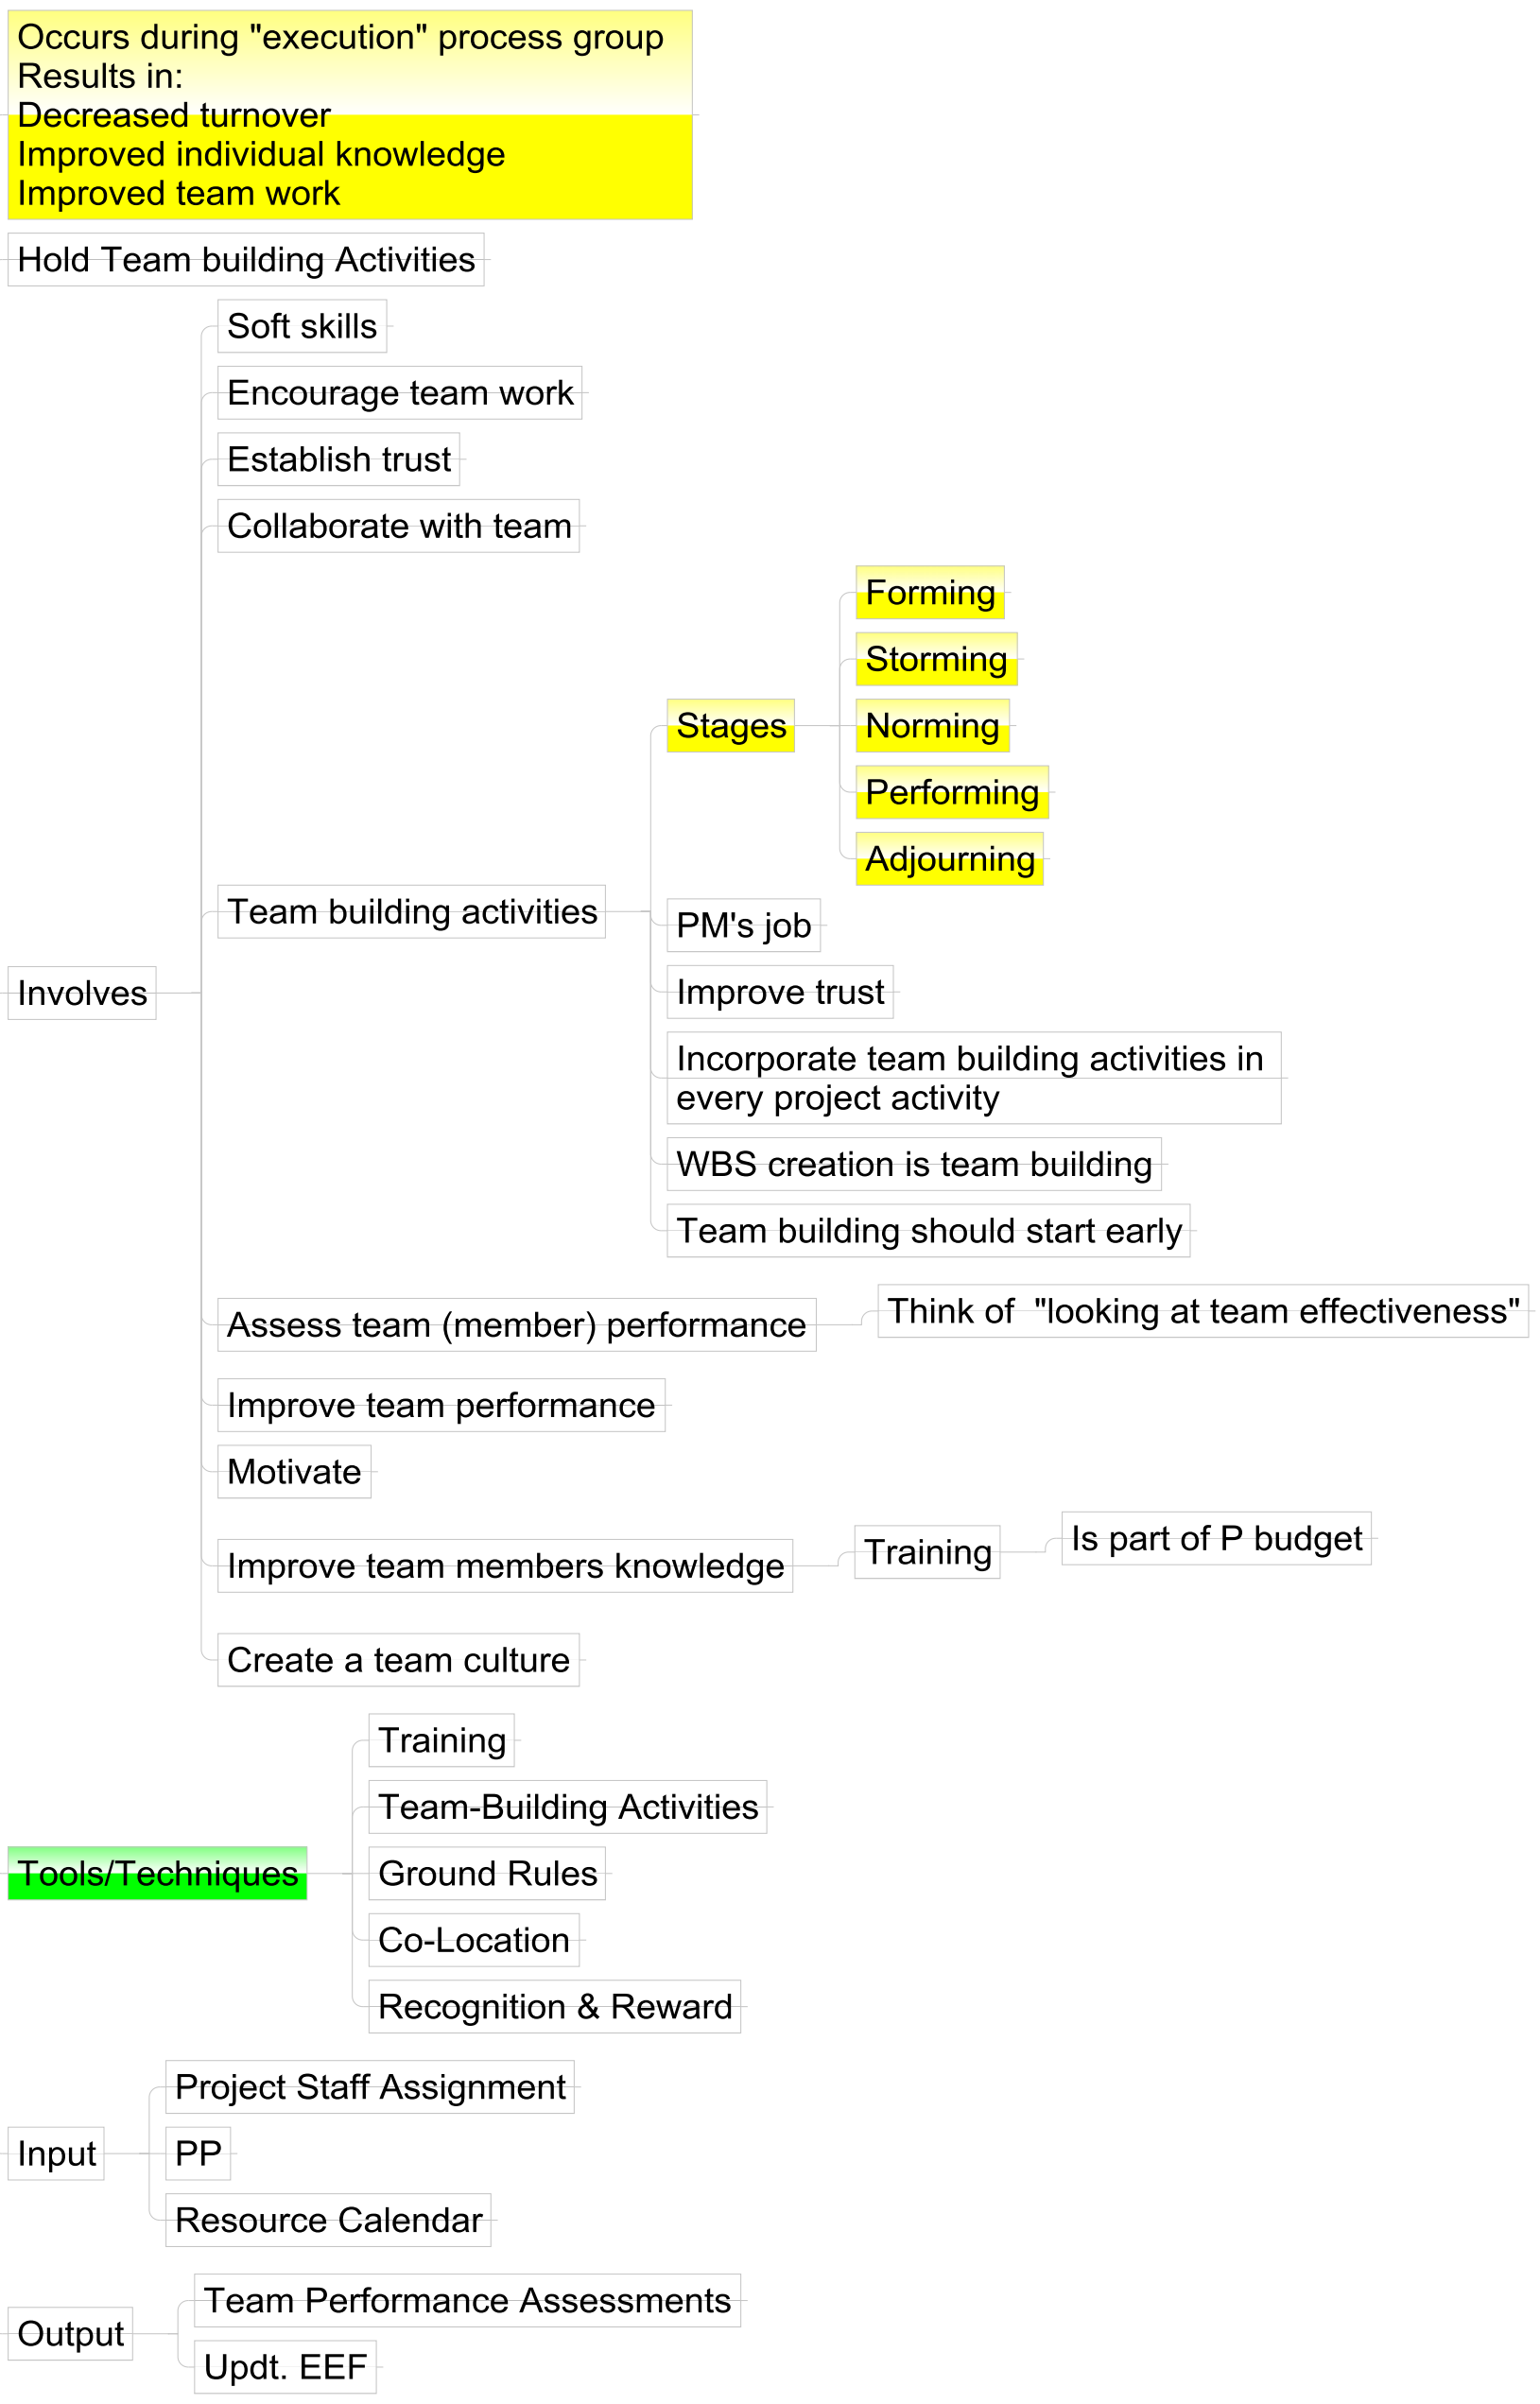 Occurs during "execution" process group
Results in:
Decreased turnover
Improved individual knowledge
Improved team work
Hold Team building Activities
Involves
Soft skills
Encourage team work
Establish trust
Collaborate with team
Team building activities
Stages
Forming
Storming
Norming
Performing
Adjourning
PM's job
Improve trust
Incorporate team building activities in
every project activity
WBS creation is team building
Team building should start early
Assess team (member) performance
Think of  "looking at team effectiveness"
Improve team performance
Motivate
Improve team members knowledge
Training
Is part of P budget
Create a team culture
Tools/Techniques
Training
Team-Building Activities
Ground Rules
Co-Location
Recognition & Reward
Input
Project Staff Assignment
PP
Resource Calendar
Output
Team Performance Assessments
Updt. EEF